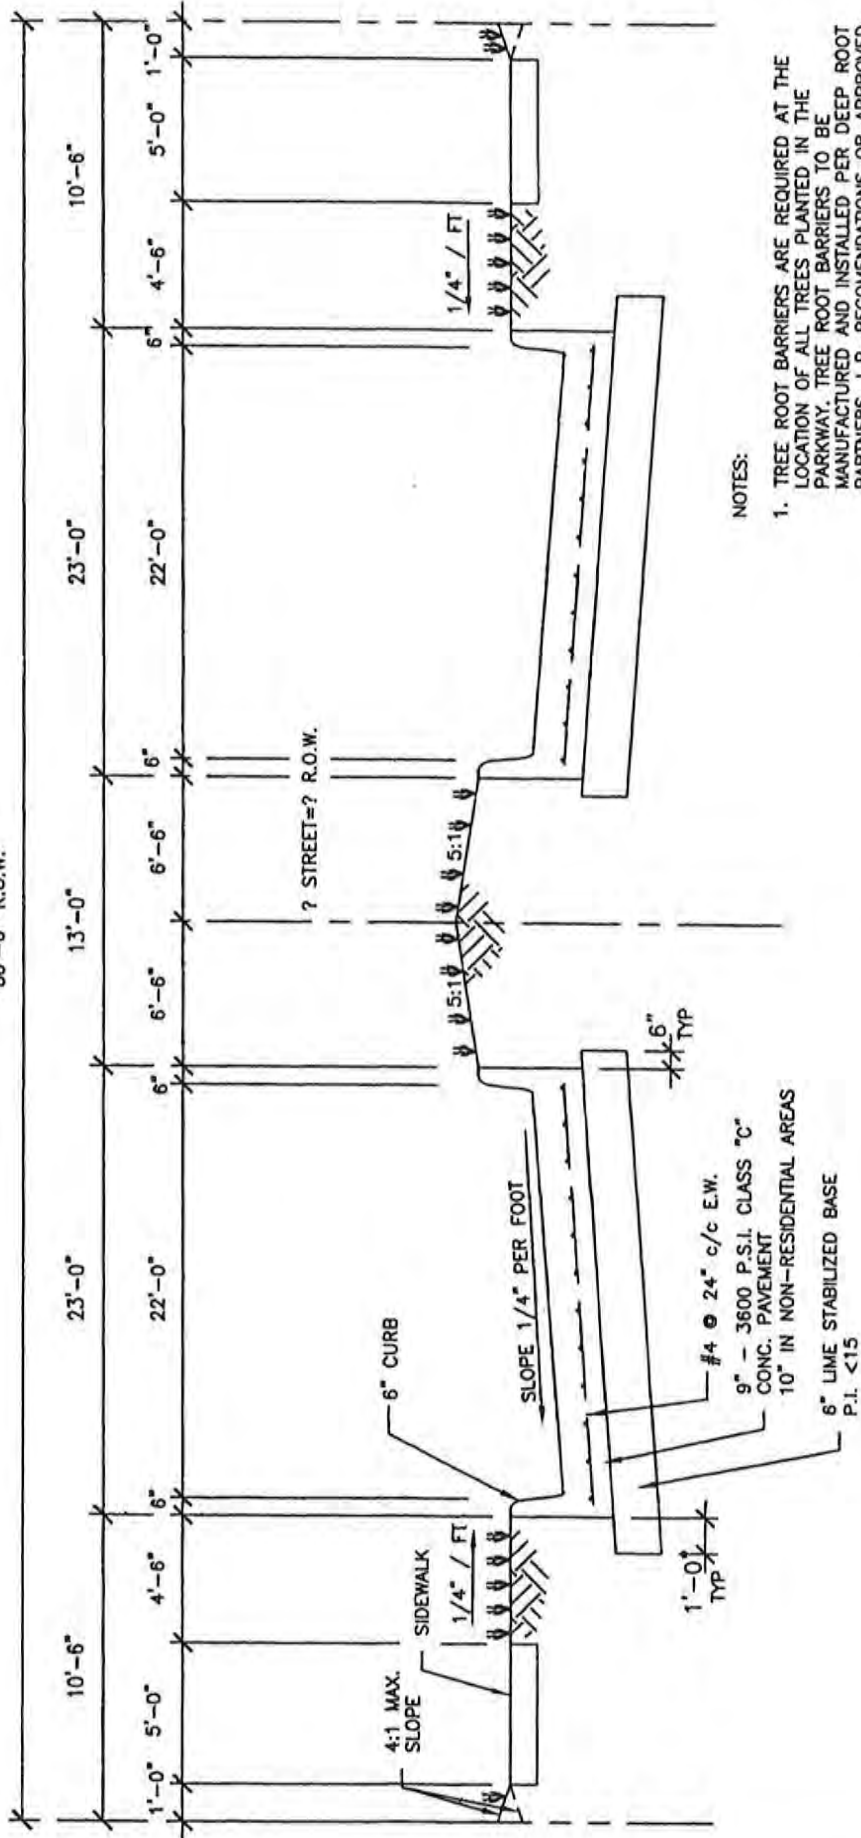 10'-6"
23'-0"
13'-0"
23'-0"
10'-6"
1'-0"
5'-0"
4'-6"
6"
22'-0"
6"
6'-6"
6'-6"
6"
22'-0"
6"
4'-6"
5'-0"
1'-0"
? STREET=? R.O.W.
4:1 MAX.
SLOPE
SIDEWALK
6" CURB
1/4" / FT
SLOPE 1/4" PER FOOT
5:1
5:1
1/4" / FT
1'-0"
TYP
6"
TYP
#4 @ 24" c/c E.W.
9" - 3600 P.S.I. CLASS "C"
CONC. PAVEMENT
10" IN NON-RESIDENTIAL AREAS
6" LIME STABILIZED BASE
P.I. <15
NOTES:
1. TREE ROOT BARRIERS ARE REQUIRED AT THE
LOCATION OF ALL TREES PLANTED IN THE
PARKWAY. TREE ROOT BARRIERS TO BE
MANUFACTURED AND INSTALLED PER DEEP ROOT